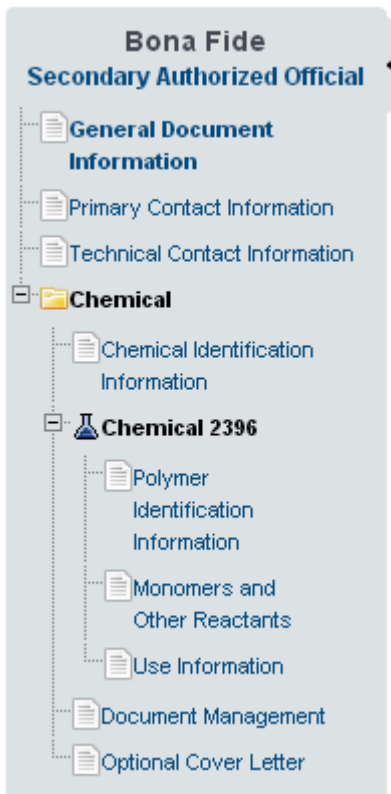 Bona Fide
Secondary Authorized Official
General Document
Information
Primary Contact Information
Technical Contact Information
Chemical
Chemical Identification
Information
Chemical 2396
Polymer
Identification
Information
Monomers and
Other Reactants
Use Information
Document Management
Optional Cover Letter